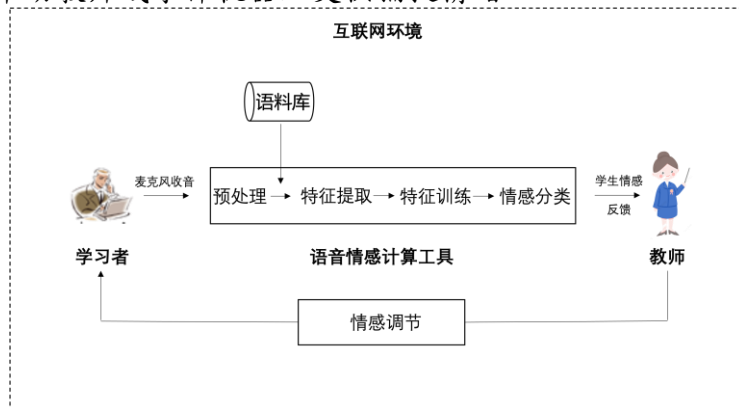 互联网环境
语料库
麦克风收音
预处理
特征提取
特征训练
情感分类
学生情感
反馈
学习者
语音情感计算工具
教师
情感调节